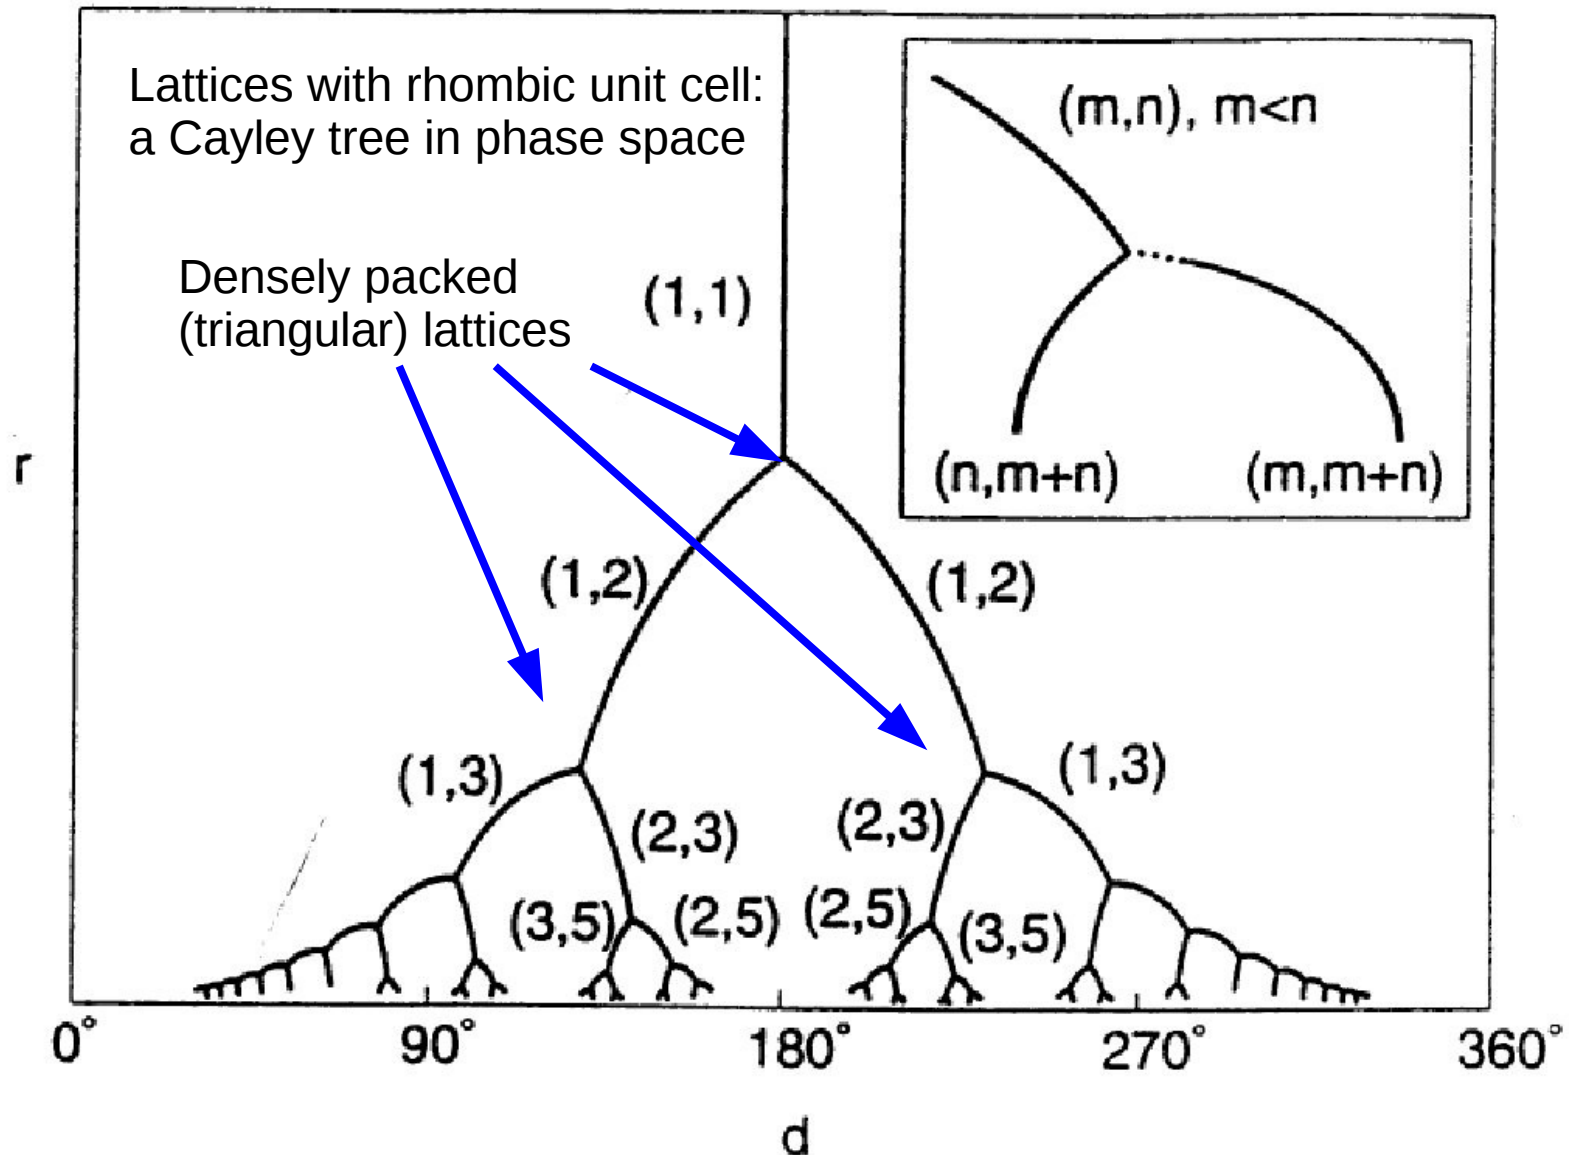 Lattices with rhombic unit cell:
a Cayley tree in phase space
(m,n), m<n
(n,m+n)
(m,m+n)
Densely packed
(triangular) lattices
(1,1)
r
(1,2)
(1,2)
(1,3)
(1,3)
(2,3)
(2,3)
(3,5)
(2,5)
(2,5)
(3,5)
0°
90°
180°
270°
360°
d